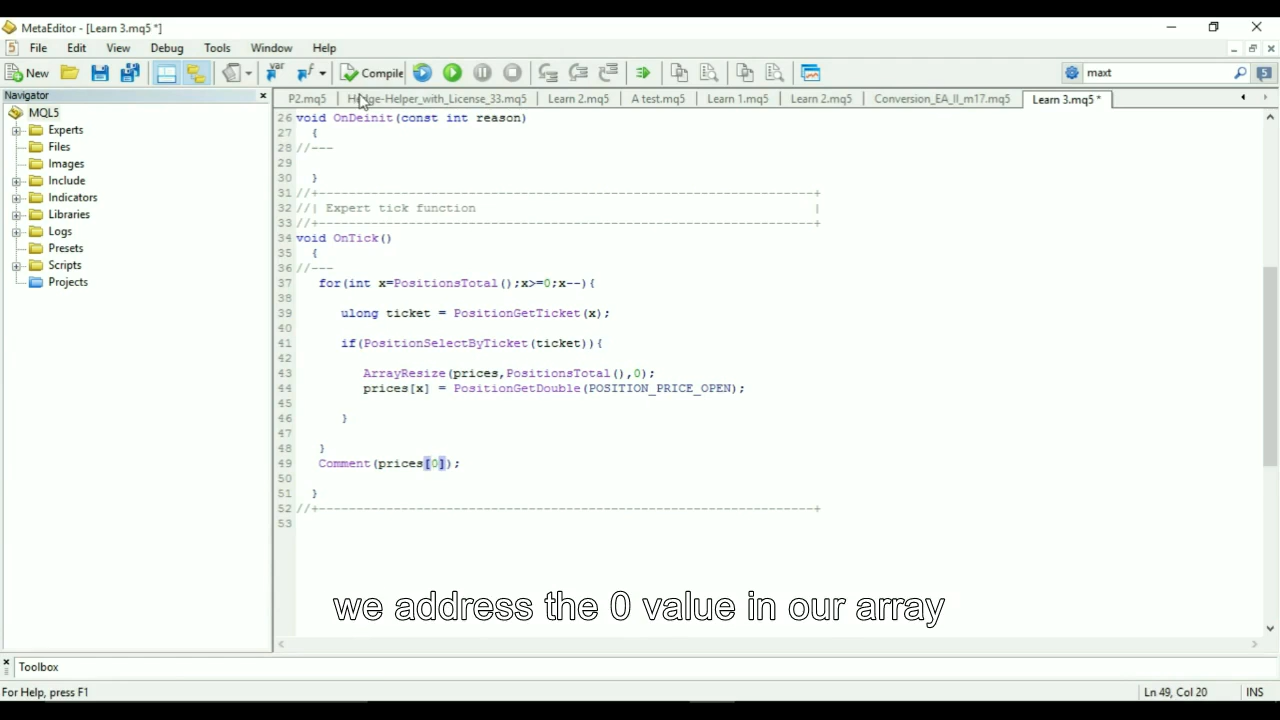 MetaEditor - [Learn 3.mq5 *]
File Edit View Debug Tools Window Help
New Compile maxt 5
Navigator
P2.mq5 Hedge-Helper_with_License_33.mq5 Learn 2.mq5 A test.mq5 Learn 1.mq5 Learn 2.mq5 Conversion_EA_II_m17.mq5 Learn 3.mq5 *
MQL5
Experts
Files
Images
Include
Indicators
Libraries
Logs
Presets
Scripts
Projects
26 void OnDeinit(const int reason)
27 {
28 //---
29
30 }
31 //+------------------------------------------------------------------+
32 //| Expert tick function |
33 //+------------------------------------------------------------------+
34 void OnTick()
35 {
36 //---
37 for(int x=PositionsTotal();x>=0;x--){
38
39 ulong ticket = PositionGetTicket(x);
40
41 if(PositionSelectByTicket(ticket)){
42
43 ArrayResize(prices,PositionsTotal(),0);
44 prices[x] = PositionGetDouble(POSITION_PRICE_OPEN);
45
46 }
47
48 }
49 Comment(prices[0]);
50
51 }
52 //+------------------------------------------------------------------+
53
we address the 0 value in our array
Toolbox
For Help, press F1 Ln 49, Col 20 INS